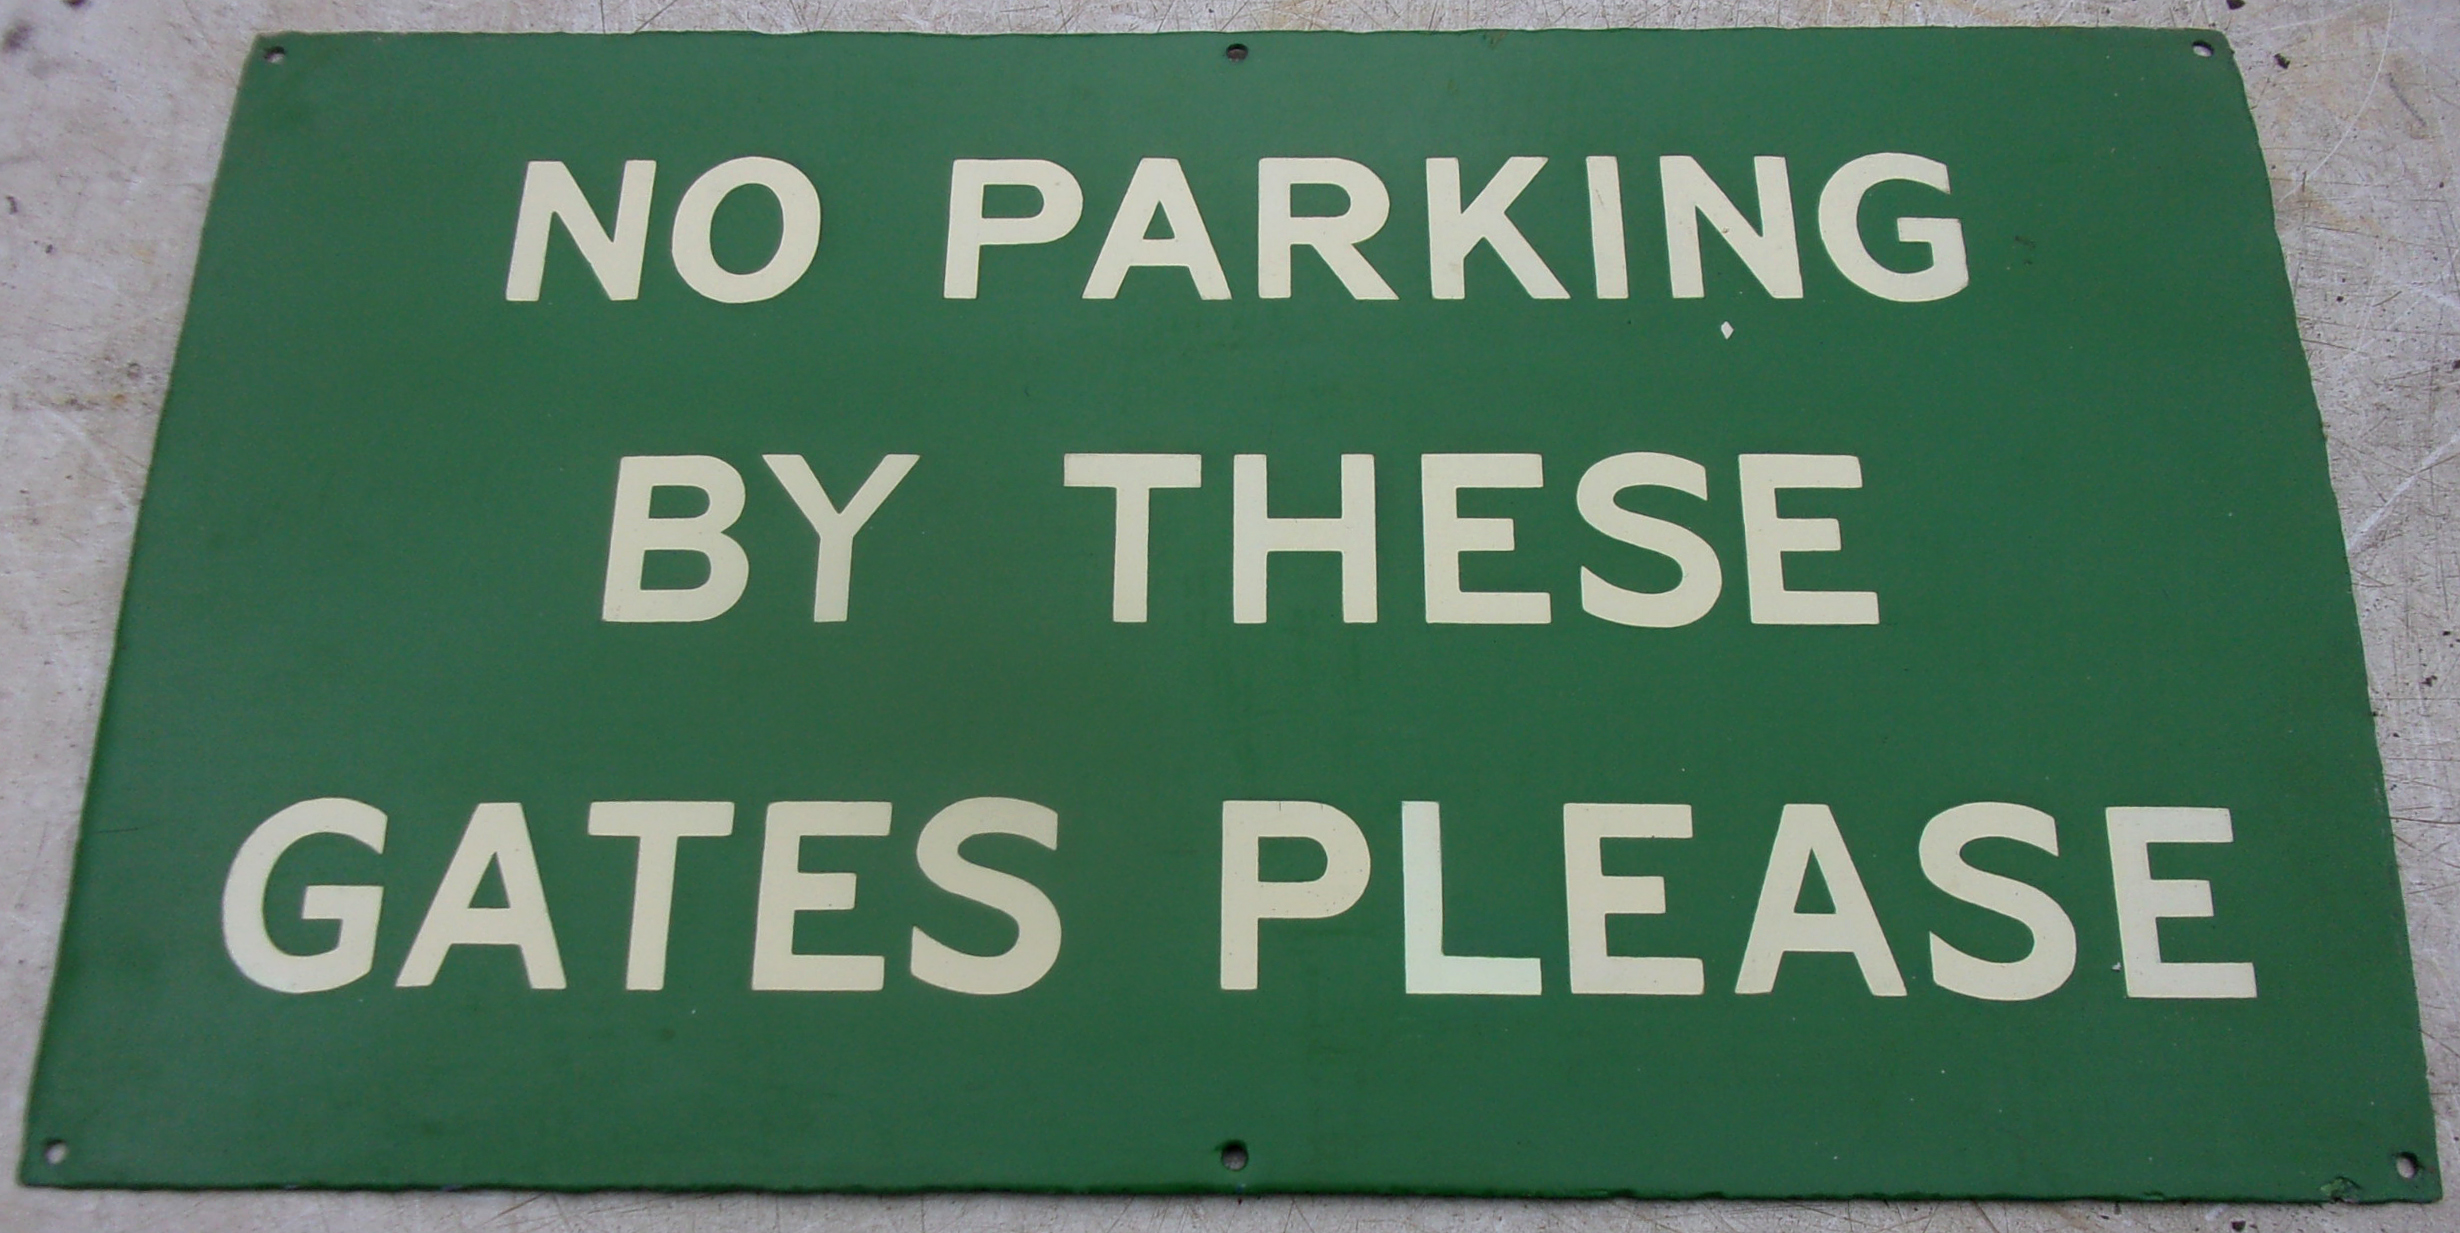 NO PARKING
BY THESE
GATES PLEASE